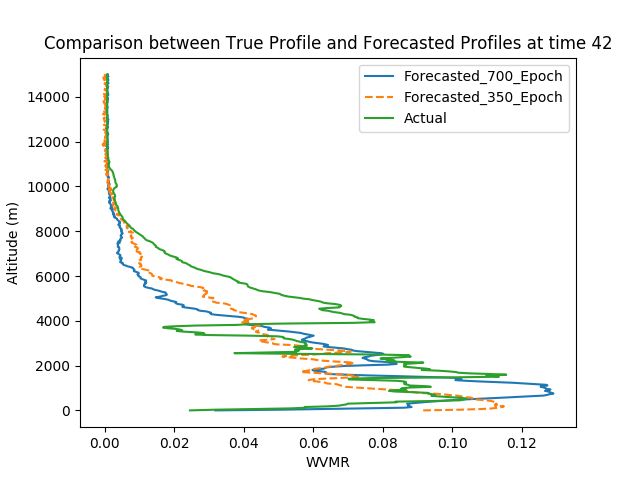 Comparison between True Profile and Forecasted Profiles at time 42
Forecasted_700_Epoch
Forecasted_350_Epoch
Actual
Altitude (m)
14000
12000
10000
8000
6000
4000
2000
0
0.00 0.02 0.04 0.06 0.08 0.10 0.12
WVMR